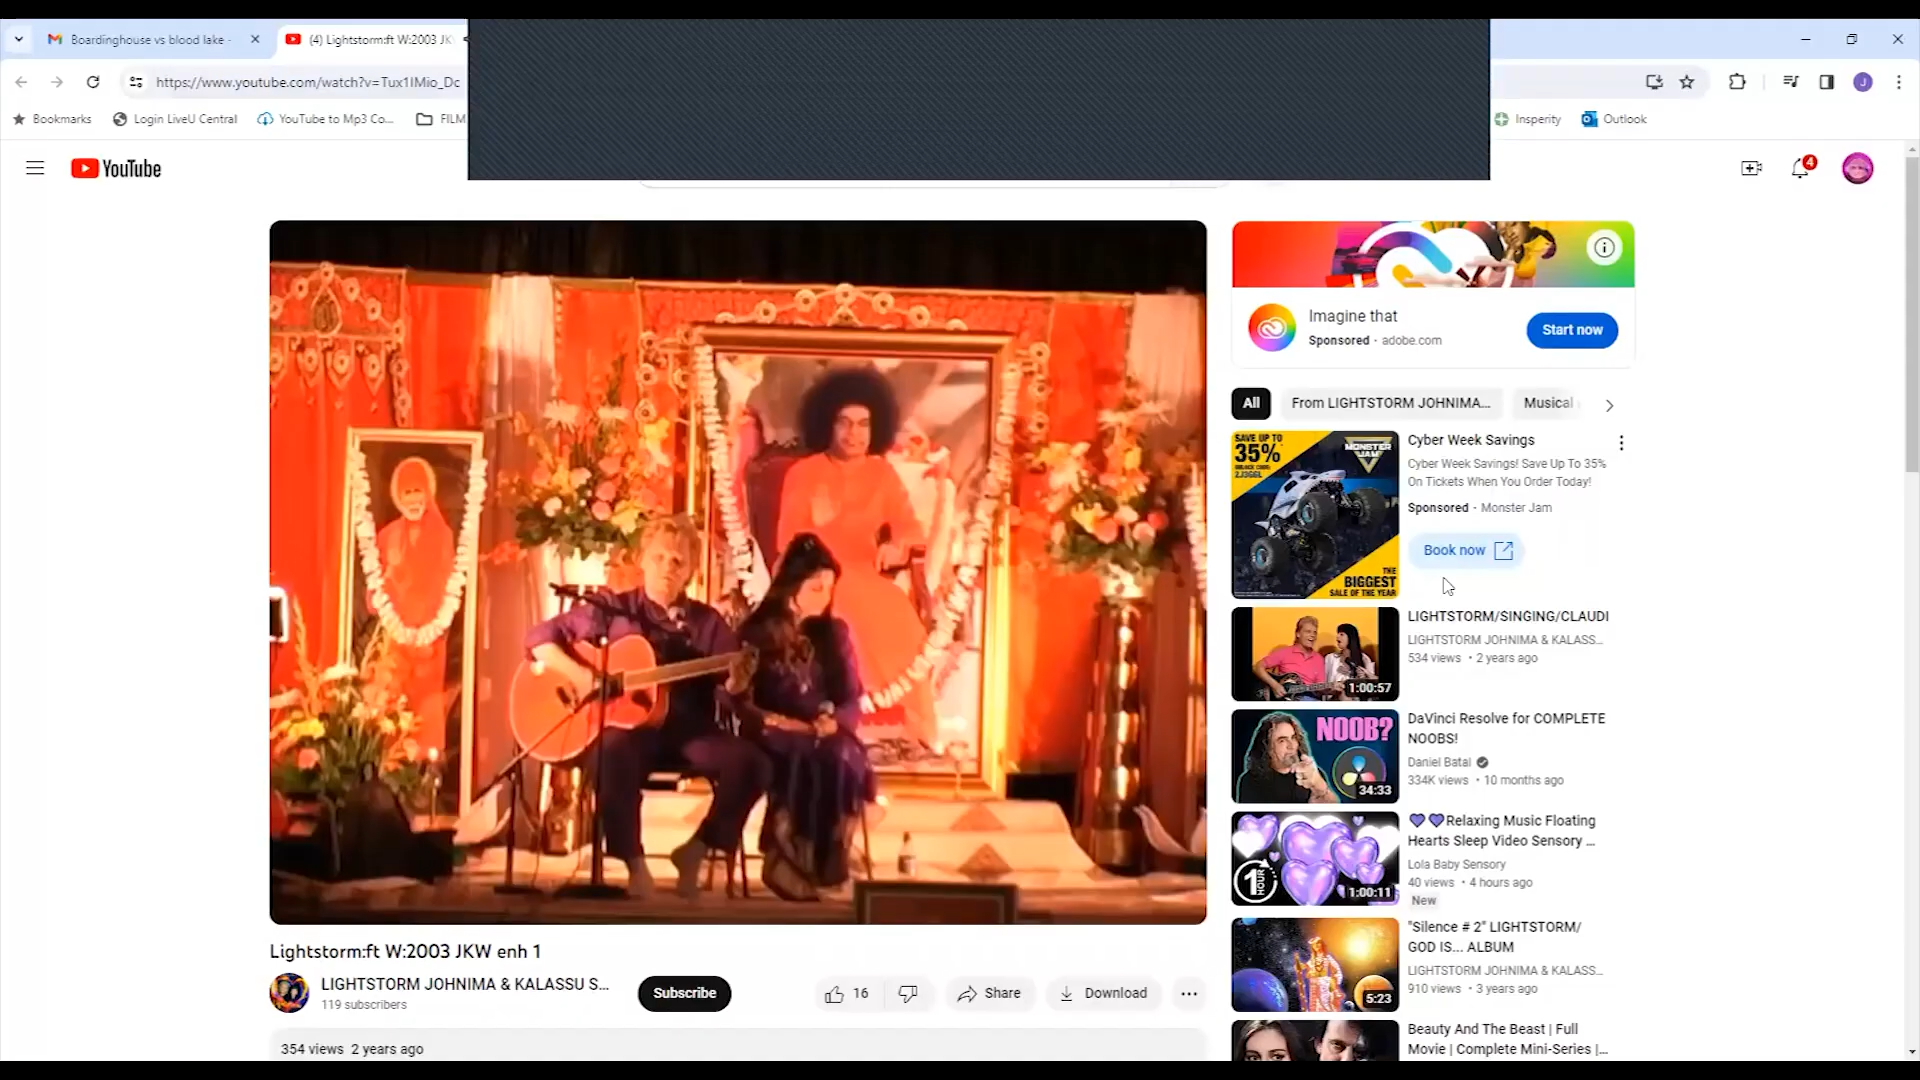 Boardinghouse vs blood lake -
(4) Lightstorm:ft W:2003 JK
https://www.youtube.com/watch?v=Tux1IMio_Dc
Bookmarks
Login LiveU Central
YouTube to Mp3 Co...
FILM
Insperity
Outlook
J
YouTube
4
Imagine that
Sponsored · adobe.com
Start now
All
From LIGHTSTORM JOHNIMA...
Musical
SAVE UP TO
35%
MONSTER
JAM
THE
BIGGEST
SALE OF THE YEAR
Cyber Week Savings
Cyber Week Savings! Save Up To 35%
On Tickets When You Order Today!
Sponsored · Monster Jam
Book now
1:00:57
LIGHTSTORM/SINGING/CLAUDI
LIGHTSTORM JOHNIMA & KALASS...
534 views · 2 years ago
NOOB?
34:33
DaVinci Resolve for COMPLETE
NOOBS!
Daniel Batal
334K views · 10 months ago
1 HOUR
1:00:11
💜💜Relaxing Music Floating
Hearts Sleep Video Sensory ...
Lola Baby Sensory
40 views · 4 hours ago
New
5:23
"Silence # 2" LIGHTSTORM/
GOD IS... ALBUM
LIGHTSTORM JOHNIMA & KALASS...
910 views · 3 years ago
Beauty And The Beast | Full
Movie | Complete Mini-Series |...
Lightstorm:ft W:2003 JKW enh 1
LIGHTSTORM JOHNIMA & KALASSU S...
119 subscribers
Subscribe
16
Share
Download
354 views 2 years ago